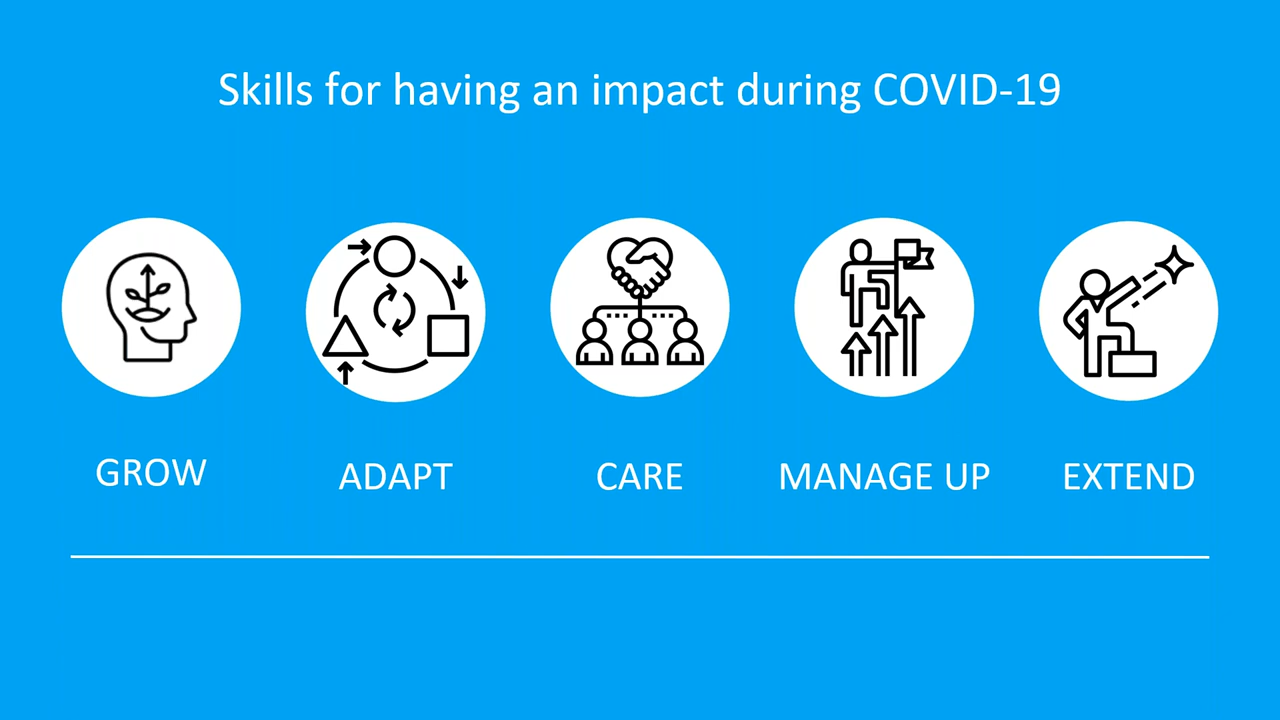 Skills for having an impact during COVID-19
GROW
ADAPT
CARE
MANAGE UP
EXTEND